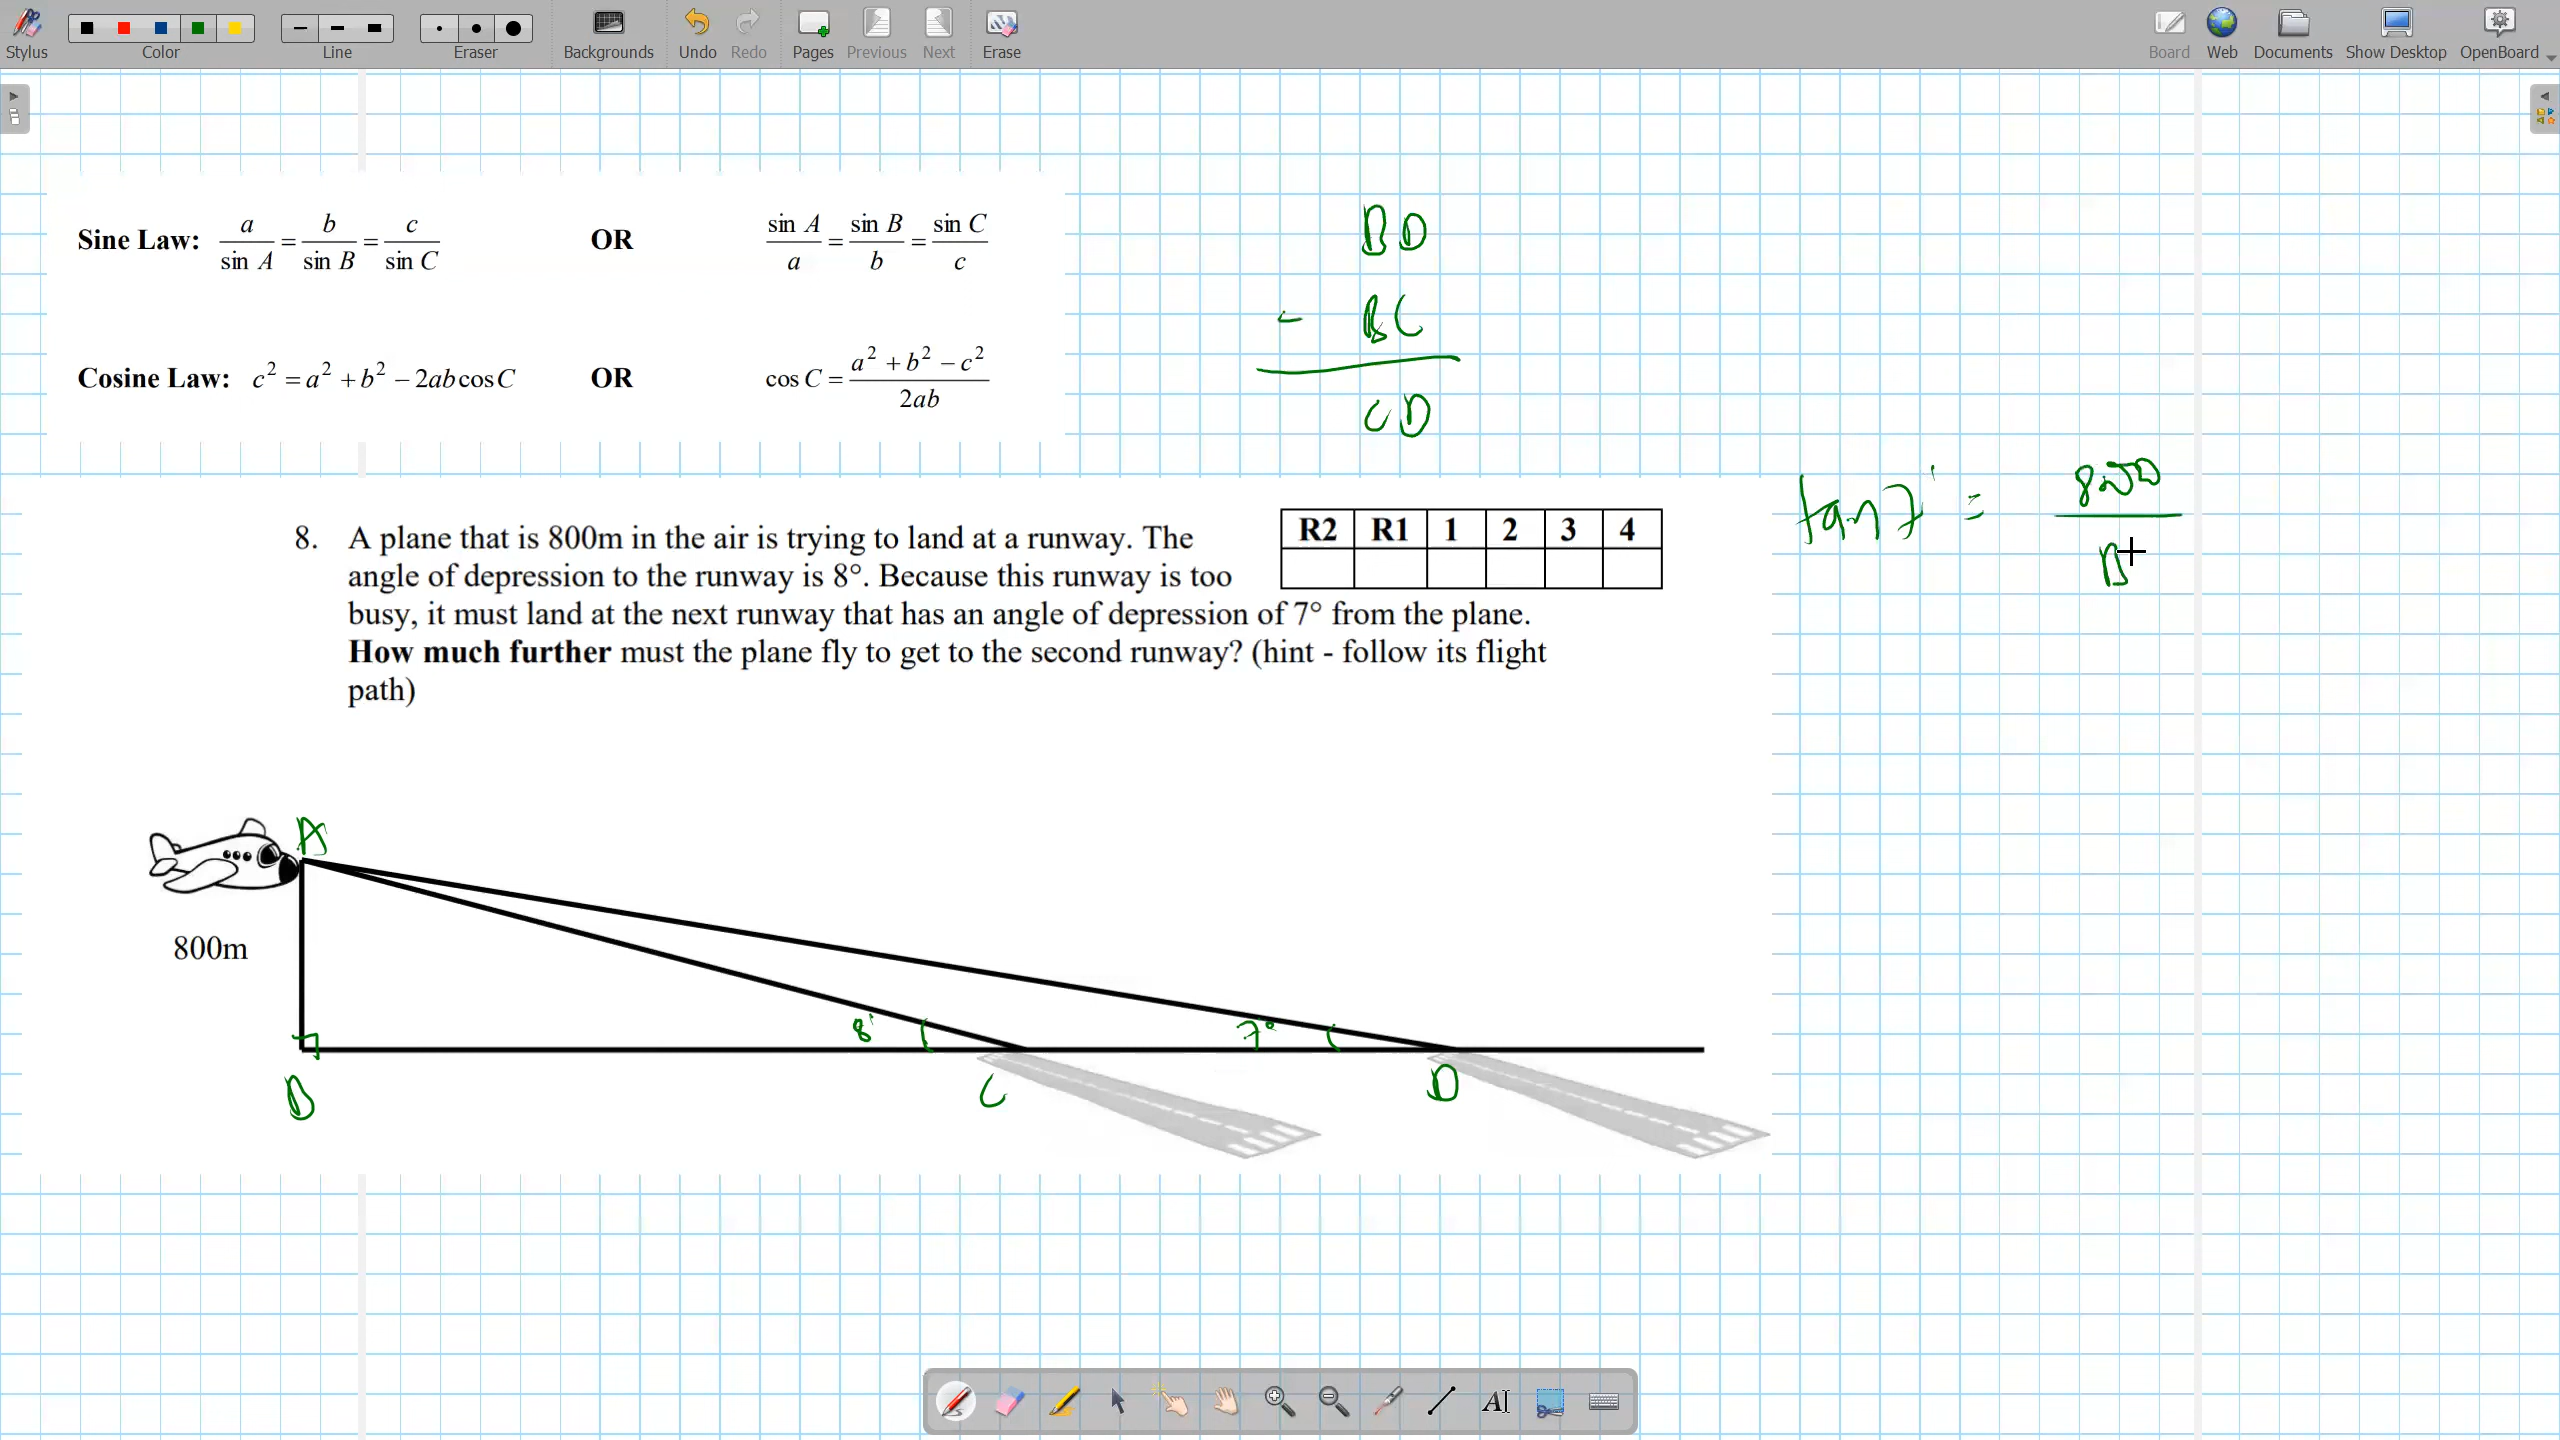 Stylus Color Line Eraser Backgrounds Undo Redo Pages Previous Next Erase Board Web Documents Show Desktop OpenBoard
Sine Law: a/sin A = b/sin B = c/sin C OR sin A/a = sin B/b = sin C/c
Cosine Law: c² = a² + b² − 2ab cos C OR cos C = (a² + b² − c²)/2ab
BD
- BC
CD
tan 7° = 800/B
8. A plane that is 800m in the air is trying to land at a runway. The
angle of depression to the runway is 8°. Because this runway is too
busy, it must land at the next runway that has an angle of depression of 7° from the plane.
How much further must the plane fly to get to the second runway? (hint - follow its flight
path)
R2 R1 1 2 3 4
A
800m
8° 7°
B C D
AI